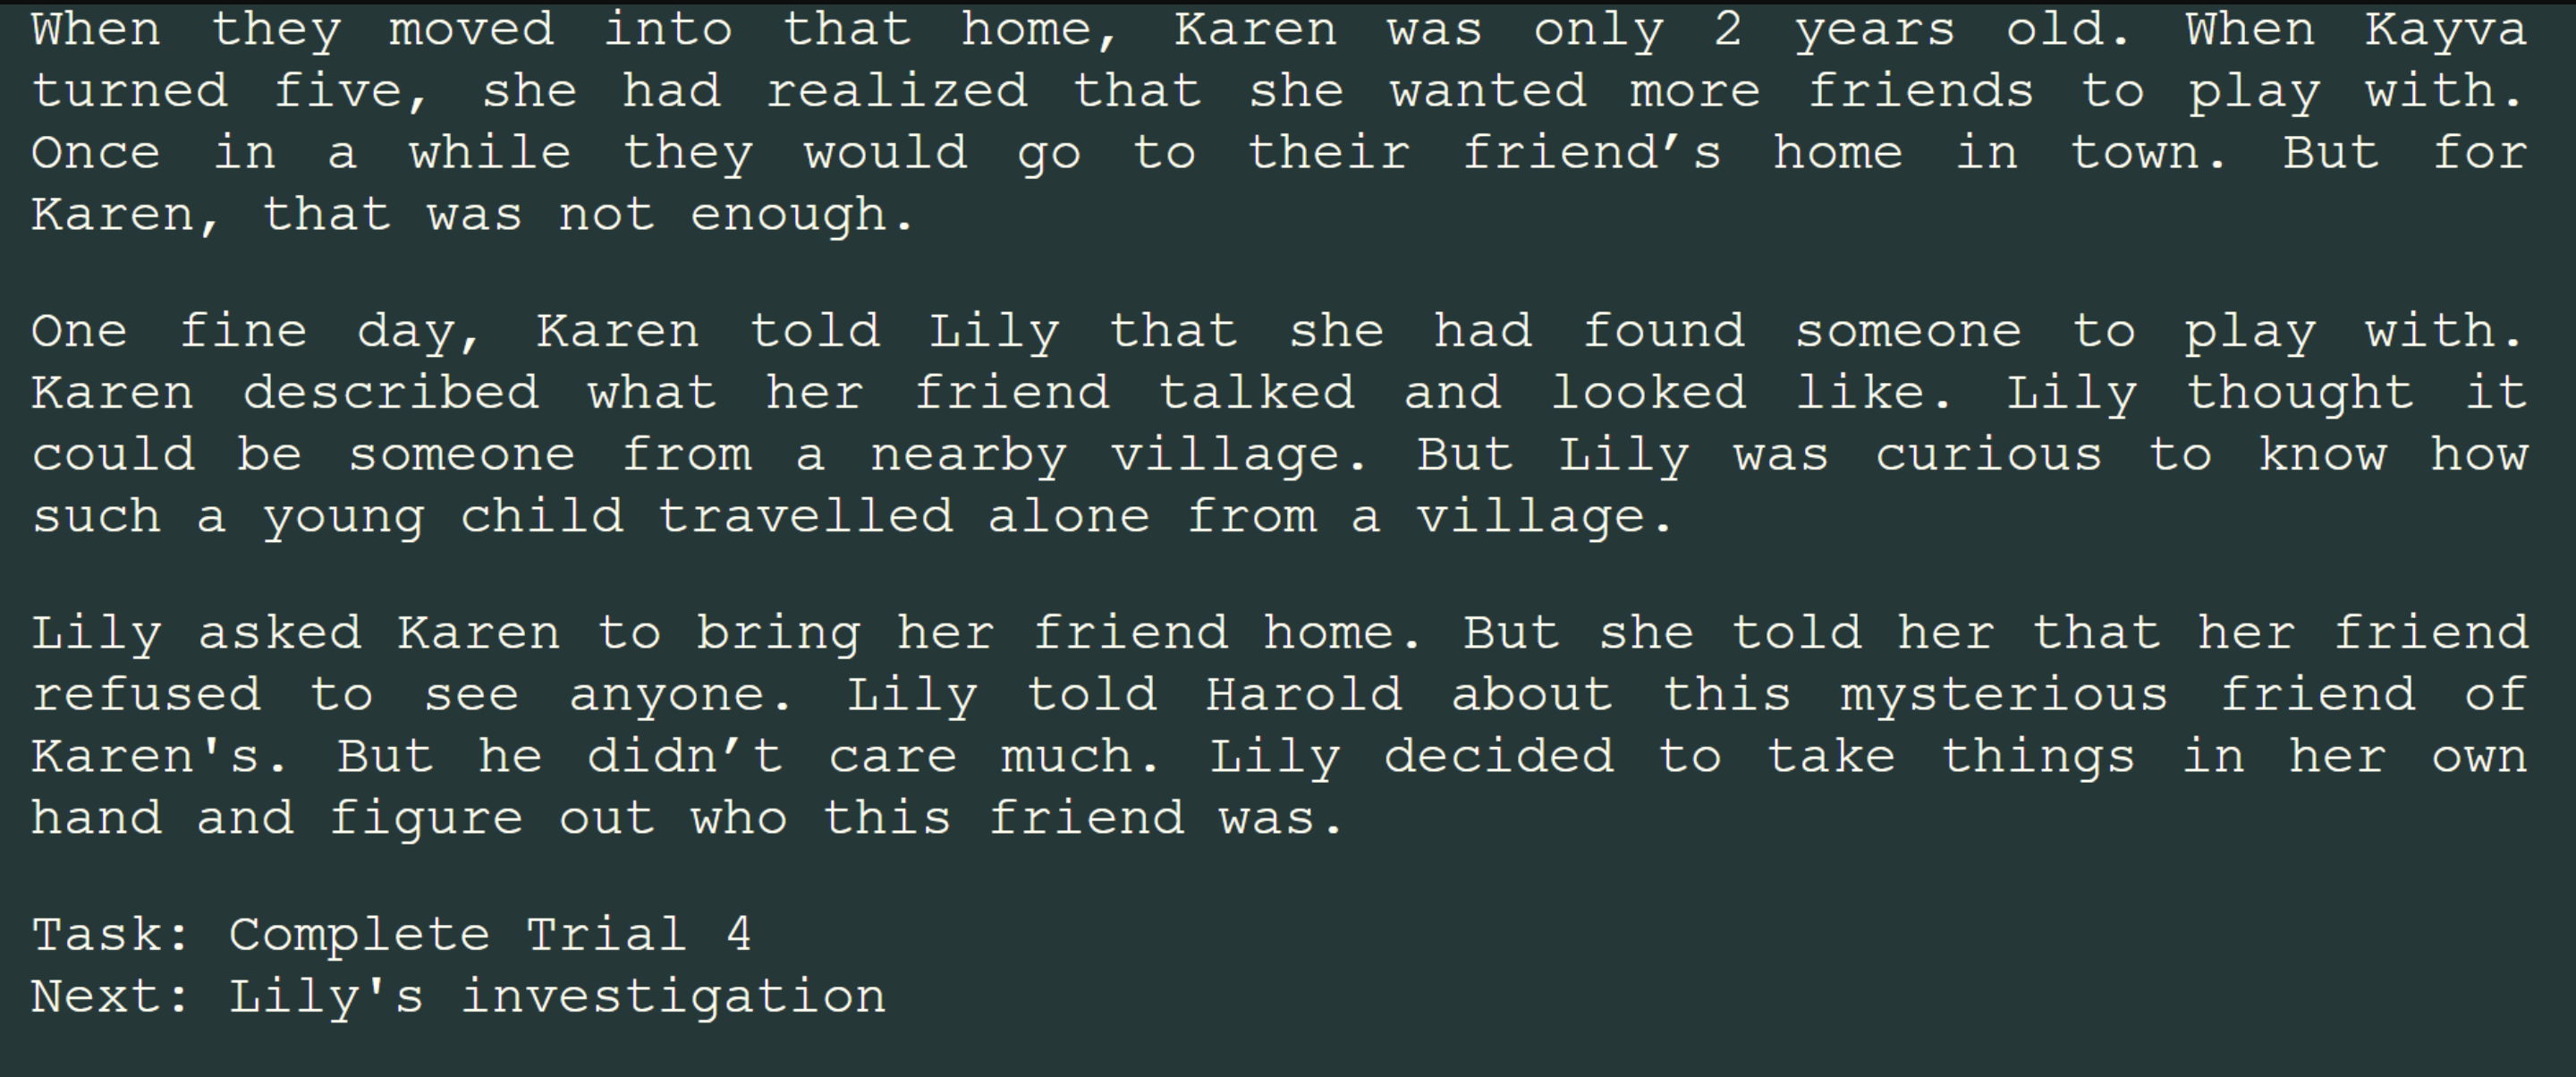 When they moved into that home, Karen was only 2 years old. When Kayva
turned five, she had realized that she wanted more friends to play with.
Once in a while they would go to their friend’s home in town. But for
Karen, that was not enough.
One fine day, Karen told Lily that she had found someone to play with.
Karen described what her friend talked and looked like. Lily thought it
could be someone from a nearby village. But Lily was curious to know how
such a young child travelled alone from a village.
Lily asked Karen to bring her friend home. But she told her that her friend
refused to see anyone. Lily told Harold about this mysterious friend of
Karen's. But he didn’t care much. Lily decided to take things in her own
hand and figure out who this friend was.
Task: Complete Trial 4
Next: Lily's investigation